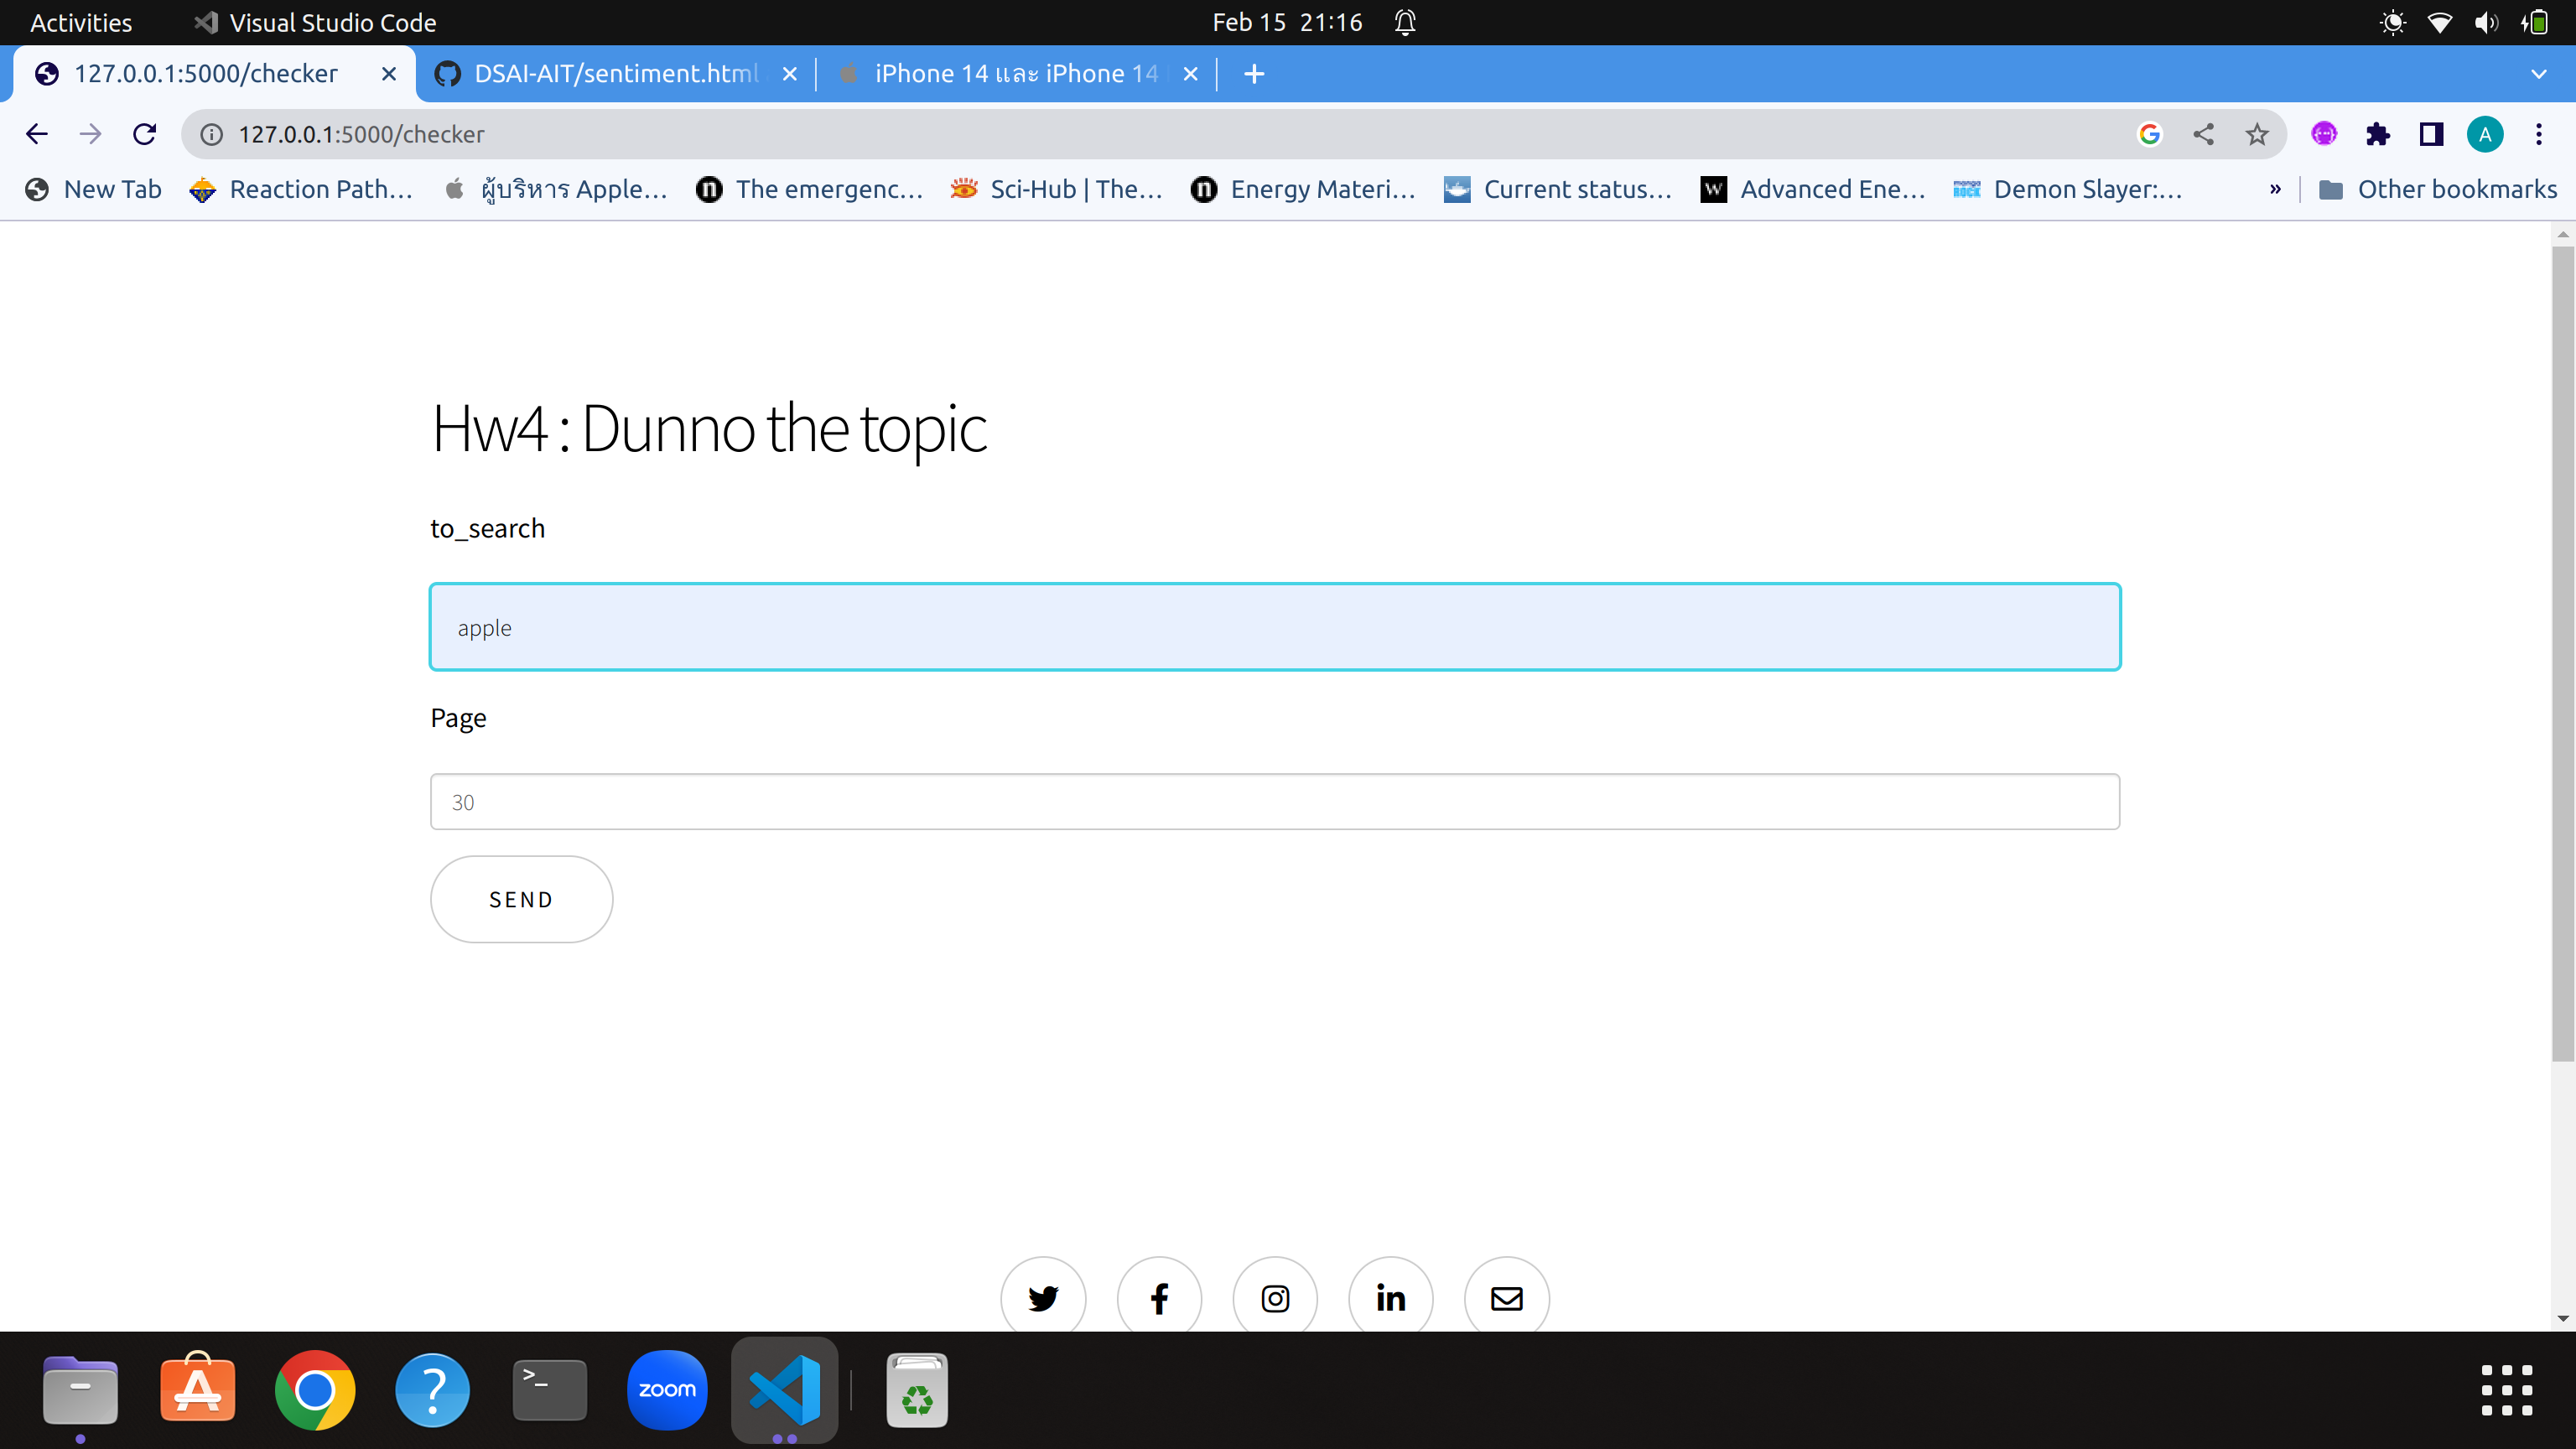 Activities Visual Studio Code Feb 15 21:16
127.0.0.1:5000/checker DSAI-AIT/sentiment.html iPhone 14 และ iPhone 14
127.0.0.1:5000/checker A
New Tab Reaction Path... ผู้บริหาร Apple... n The emergenc... Sci-Hub | The... n Energy Materi... Current status... W Advanced Ene... manga ROCK Demon Slayer:... » Other bookmarks
Hw4 : Dunno the topic
to_search
apple
Page
30
SEND
zoom